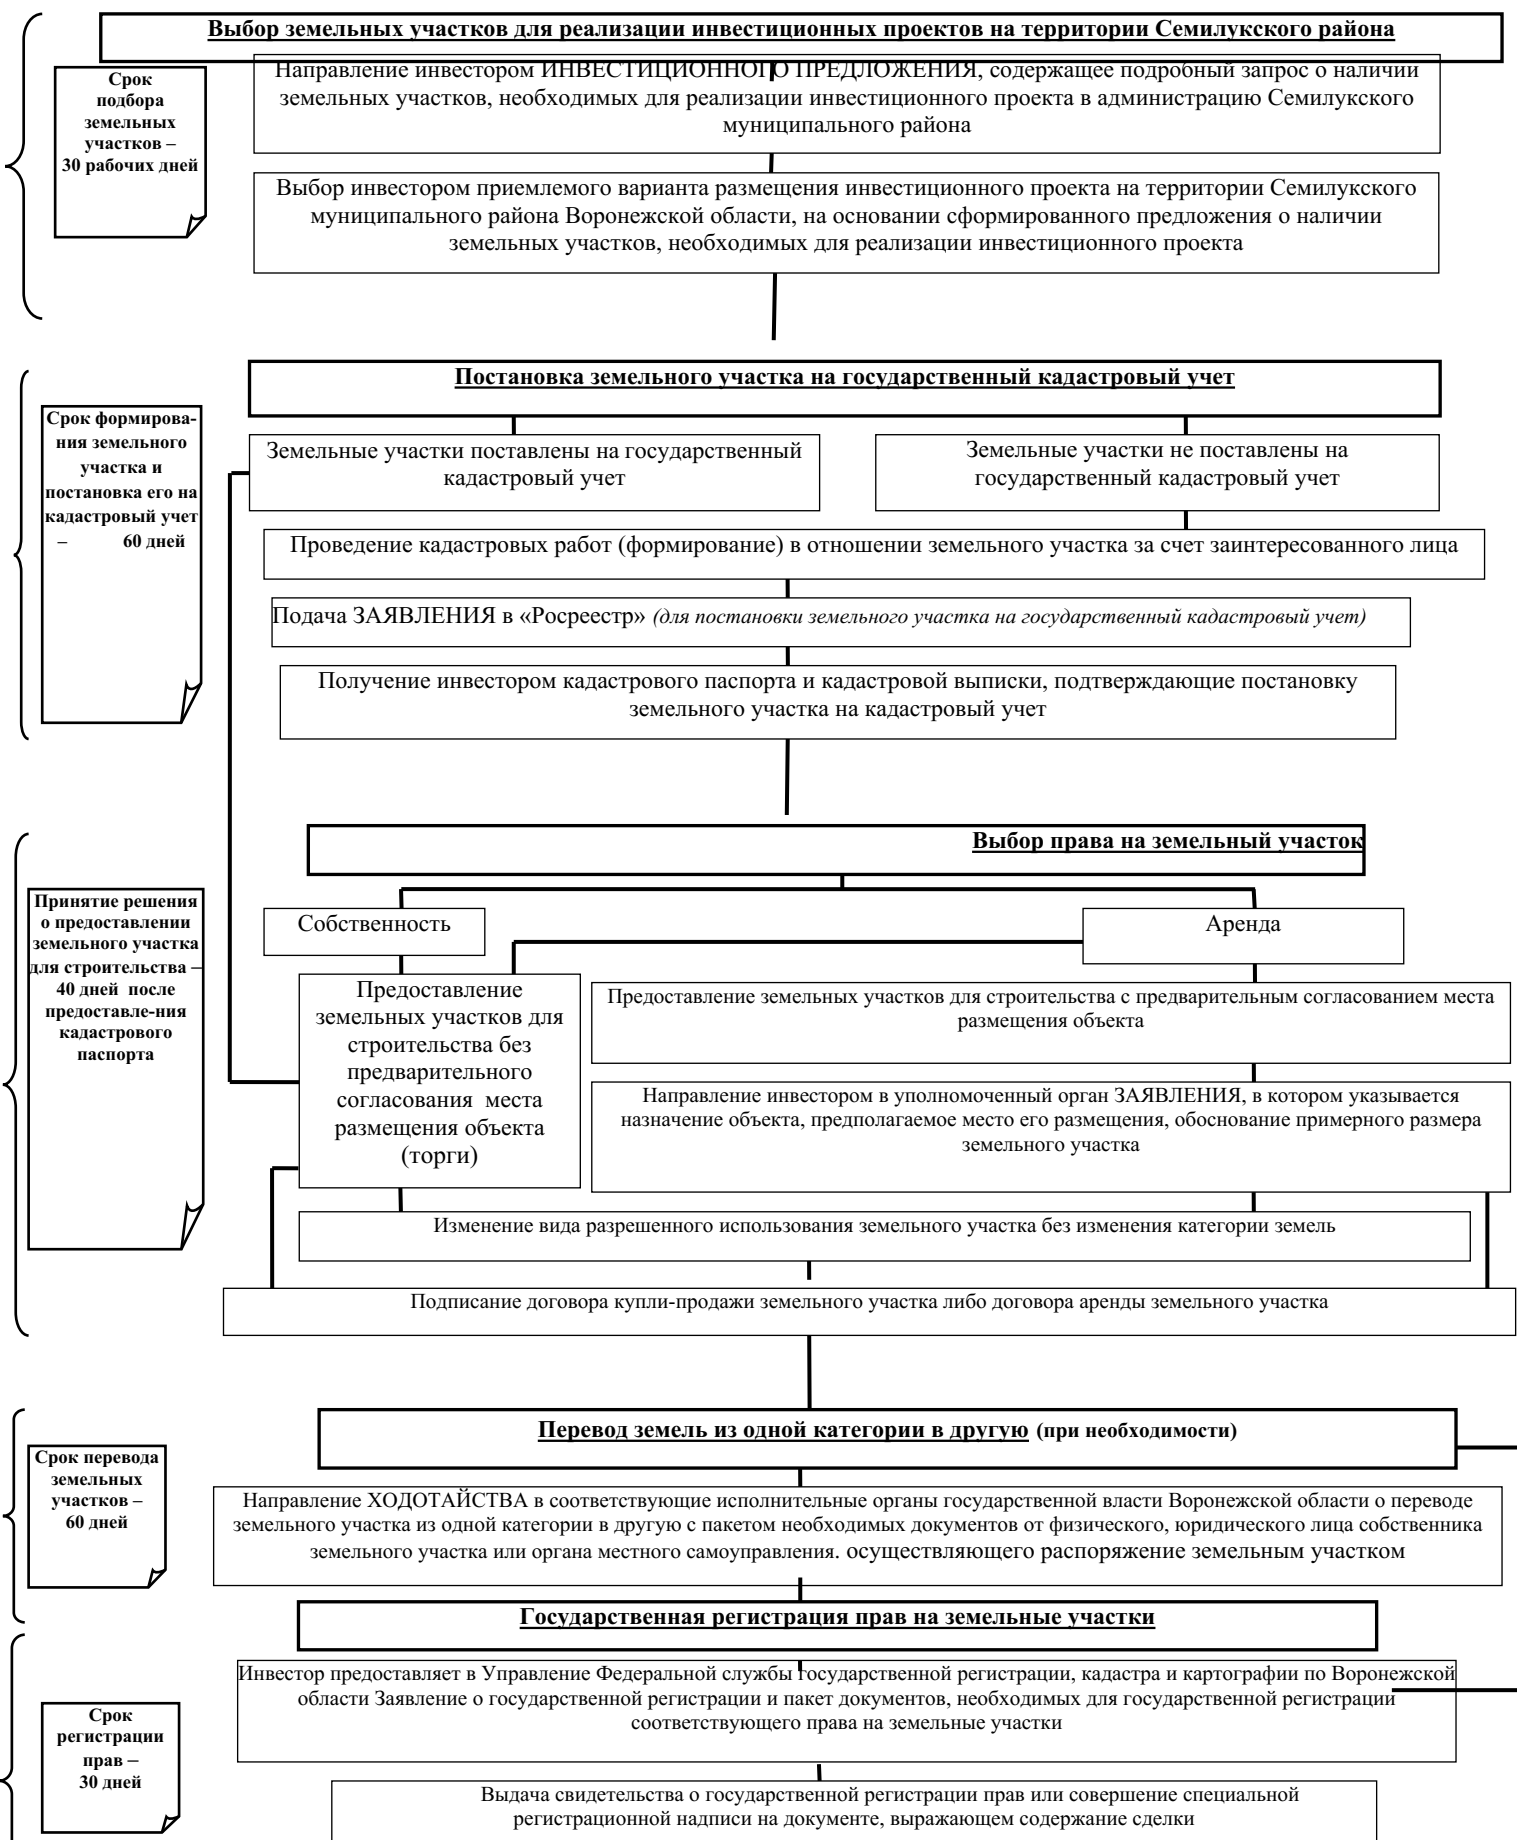 Выбор земельных участков для реализации инвестиционных проектов на территории Семилукского района
Срок
подбора
земельных
участков –
30 рабочих дней
Направление инвестором ИНВЕСТИЦИОННОГО ПРЕДЛОЖЕНИЯ, содержащее подробный запрос о наличии
земельных участков, необходимых для реализации инвестиционного проекта в администрацию Семилукского
муниципального района
Выбор инвестором приемлемого варианта размещения инвестиционного проекта на территории Семилукского
муниципального района Воронежской области, на основании сформированного предложения о наличии
земельных участков, необходимых для реализации инвестиционного проекта
Постановка земельного участка на государственный кадастровый учет
Срок формирова-
ния земельного
участка и
постановка его на
кадастровый учет
– 60 дней
Земельные участки поставлены на государственный
кадастровый учет
Земельные участки не поставлены на
государственный кадастровый учет
Проведение кадастровых работ (формирование) в отношении земельного участка за счет заинтересованного лица
Подача ЗАЯВЛЕНИЯ в «Росреестр» (для постановки земельного участка на государственный кадастровый учет)
Получение инвестором кадастрового паспорта и кадастровой выписки, подтверждающие постановку
земельного участка на кадастровый учет
Выбор права на земельный участок
Принятие решения
о предоставлении
земельного участка
для строительства –
40 дней после
предоставле-ния
кадастрового
паспорта
Собственность
Аренда
Предоставление
земельных участков для
строительства без
предварительного
согласования места
размещения объекта
(торги)
Предоставление земельных участков для строительства с предварительным согласованием места
размещения объекта
Направление инвестором в уполномоченный орган ЗАЯВЛЕНИЯ, в котором указывается
назначение объекта, предполагаемое место его размещения, обоснование примерного размера
земельного участка
Изменение вида разрешенного использования земельного участка без изменения категории земель
Подписание договора купли-продажи земельного участка либо договора аренды земельного участка
Перевод земель из одной категории в другую (при необходимости)
Срок перевода
земельных
участков –
60 дней
Направление ХОДОТАЙСТВА в соответствующие исполнительные органы государственной власти Воронежской области о переводе
земельного участка из одной категории в другую с пакетом необходимых документов от физического, юридического лица собственника
земельного участка или органа местного самоуправления. осуществляющего распоряжение земельным участком
Государственная регистрация прав на земельные участки
Срок
регистрации
прав –
30 дней
Инвестор предоставляет в Управление Федеральной службы государственной регистрации, кадастра и картографии по Воронежской
области Заявление о государственной регистрации и пакет документов, необходимых для государственной регистрации
соответствующего права на земельные участки
Выдача свидетельства о государственной регистрации прав или совершение специальной
регистрационной надписи на документе, выражающем содержание сделки